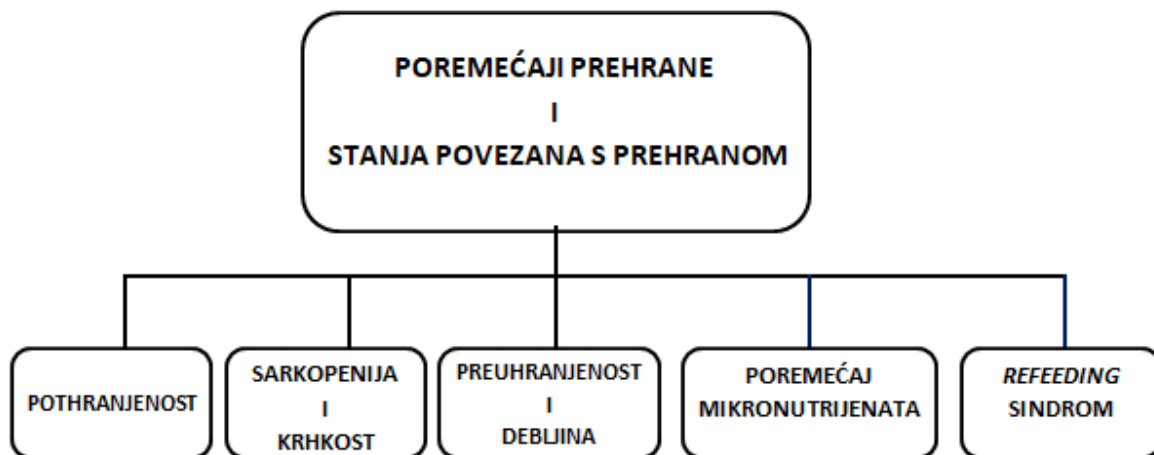 POREMEĆAJI PREHRANE
I
STANJA POVEZANA S PREHRANOM
POTHRANJENOST
SARKOPENIJA
I
KRHKOST
PREUHRANJENOST
I
DEBLJINA
POREMEĆAJ
MIKRONUTRIJENATA
REFEEDING
SINDROM